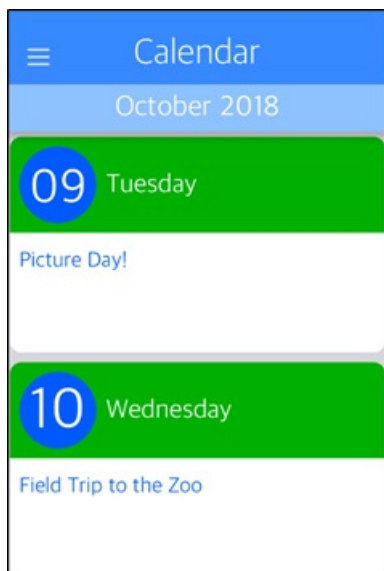 Calendar
October 2018
09 Tuesday
Picture Day!
10 Wednesday
Field Trip to the Zoo